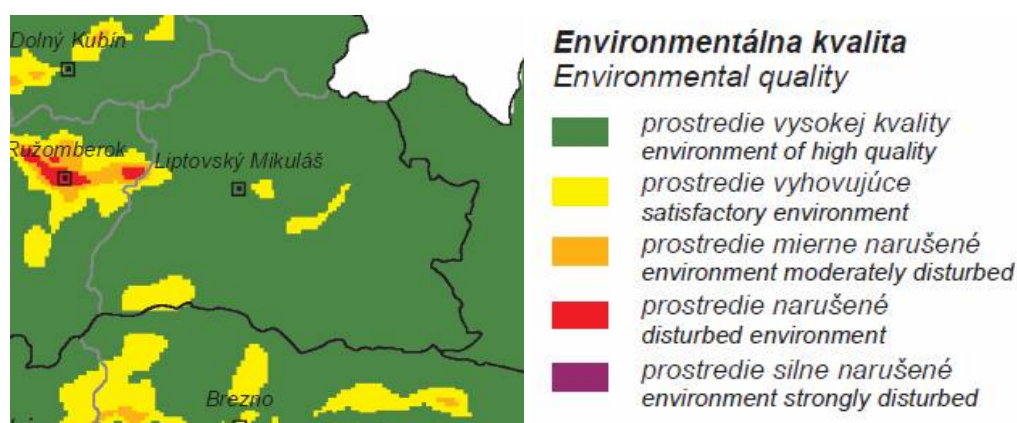 Dolný Kubín
Ružomberok
Liptovský Mikuláš
Brezno
Environmentálna kvalita
Environmental quality
prostredie vysokej kvality
environment of high quality
prostredie vyhovujúce
satisfactory environment
prostredie mierne narušené
environment moderately disturbed
prostredie narušené
disturbed environment
prostredie silne narušené
environment strongly disturbed